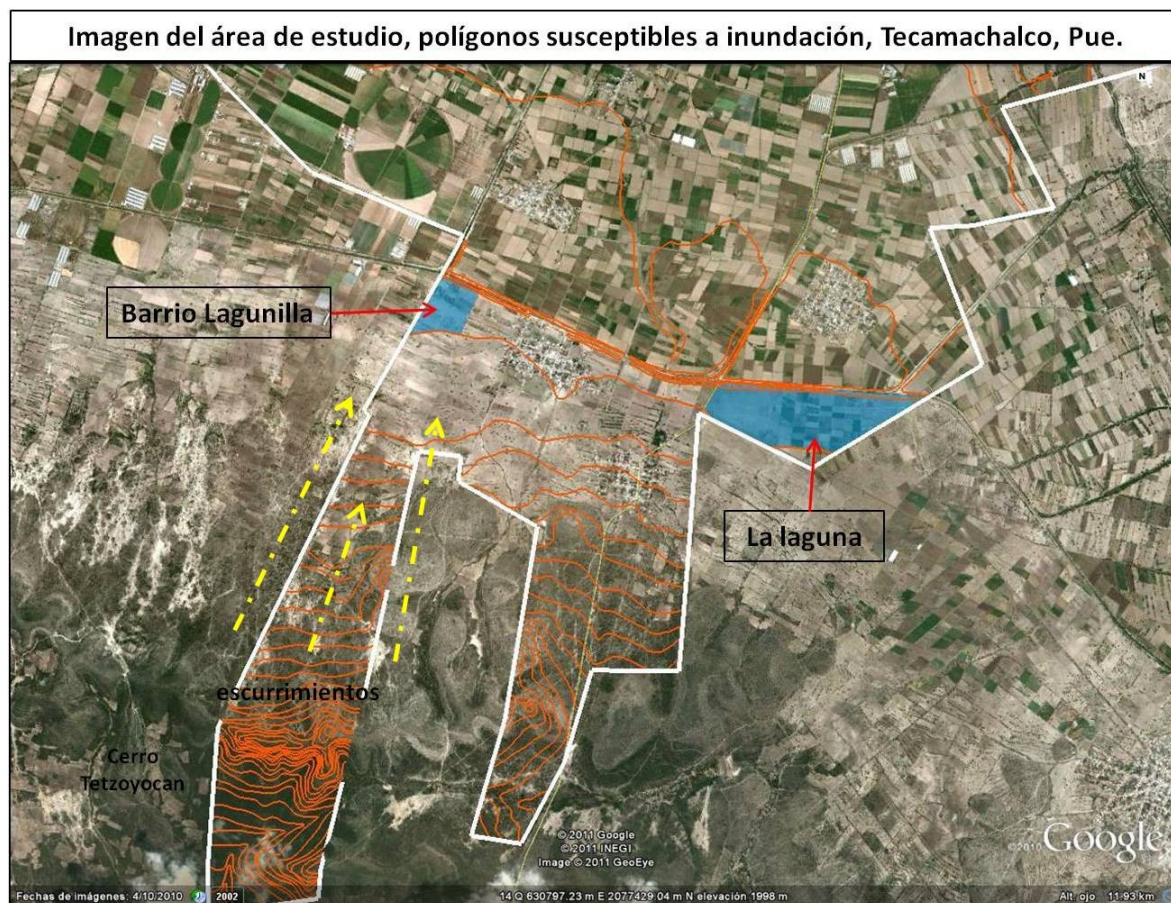 Imagen del área de estudio, polígonos susceptibles a inundación, Tecamachalco, Pue.
N
Barrio Lagunilla
La laguna
escurrimientos
Cerro
Tetzoyocan
© 2011 Google
© 2011 INEGI
Image © 2011 GeoEye
©2010 Google
Fechas de imágenes: 4/10/2010
2002
14 Q 630797.23 m E 2077429.04 m N elevación 1998 m
Alt. ojo 11.93 km